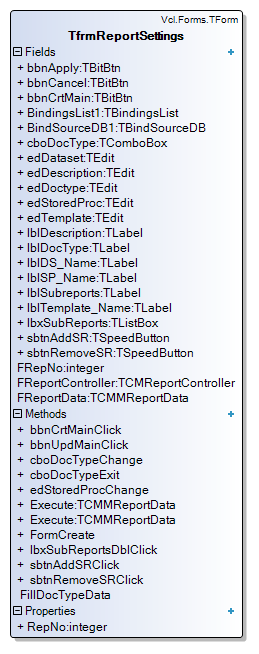 Vcl.Forms.TForm
TfrmReportSettings
Fields +
+ bbnApply:TBitBtn
+ bbnCancel:TBitBtn
+ bbnCrtMain:TBitBtn
+ BindingsList1:TBindingsList
+ BindSourceDB1:TBindSourceDB
+ cboDocType:TComboBox
+ edDataset:TEdit
+ edDescription:TEdit
+ edDoctype:TEdit
+ edStoredProc:TEdit
+ edTemplate:TEdit
+ lblDescription:TLabel
+ lblDocType:TLabel
+ lblDS_Name:TLabel
+ lblSP_Name:TLabel
+ lblSubreports:TLabel
+ lblTemplate_Name:TLabel
+ lbxSubReports:TListBox
+ sbtnAddSR:TSpeedButton
+ sbtnRemoveSR:TSpeedButton
FRepNo:integer
FReportController:TCMReportController
FReportData:TCMMReportData
Methods +
+ bbnCrtMainClick
+ bbnUpdMainClick
+ cboDocTypeChange
+ cboDocTypeExit
+ edStoredProcChange
+ Execute:TCMMReportData
+ Execute:TCMMReportData
+ FormCreate
+ lbxSubReportsDblClick
+ sbtnAddSRClick
+ sbtnRemoveSRClick
FillDocTypeData
Properties +
+ RepNo:integer